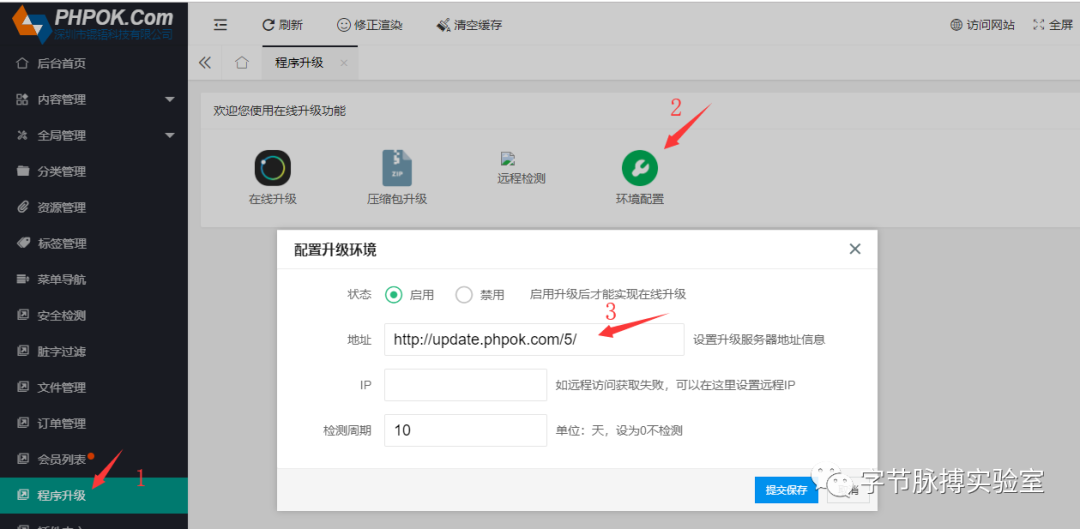 PHPOK.Com
深圳市锟铻科技有限公司
刷新
修正渲染
清空缓存
访问网站
全屏
后台首页
内容管理
全局管理
分类管理
资源管理
标签管理
菜单导航
安全检测
脏字过滤
文件管理
订单管理
会员列表
程序升级
1
程序升级
欢迎您使用在线升级功能
2
在线升级
ZIP
压缩包升级
远程检测
环境配置
配置升级环境
状态 启用 禁用 启用升级后才能实现在线升级
3
地址 http://update.phpok.com/5/ 设置升级服务器地址信息
IP 如远程访问获取失败，可以在这里设置远程IP
检测周期 10 单位：天，设为0不检测
提交保存
字节脉搏实验室